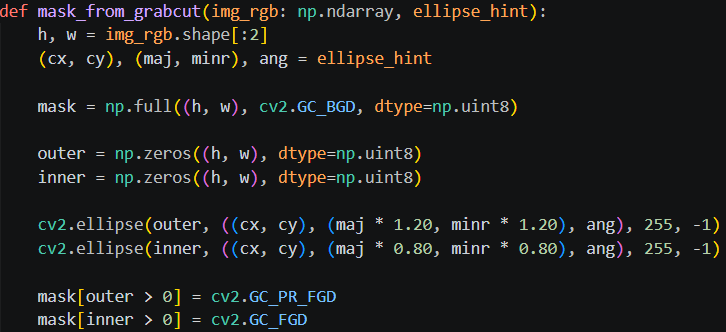 def mask_from_grabcut(img_rgb: np.ndarray, ellipse_hint):
    h, w = img_rgb.shape[:2]
    (cx, cy), (maj, minr), ang = ellipse_hint

    mask = np.full((h, w), cv2.GC_BGD, dtype=np.uint8)

    outer = np.zeros((h, w), dtype=np.uint8)
    inner = np.zeros((h, w), dtype=np.uint8)

    cv2.ellipse(outer, ((cx, cy), (maj * 1.20, minr * 1.20), ang), 255, -1)
    cv2.ellipse(inner, ((cx, cy), (maj * 0.80, minr * 0.80), ang), 255, -1)

    mask[outer > 0] = cv2.GC_PR_FGD
    mask[inner > 0] = cv2.GC_FGD